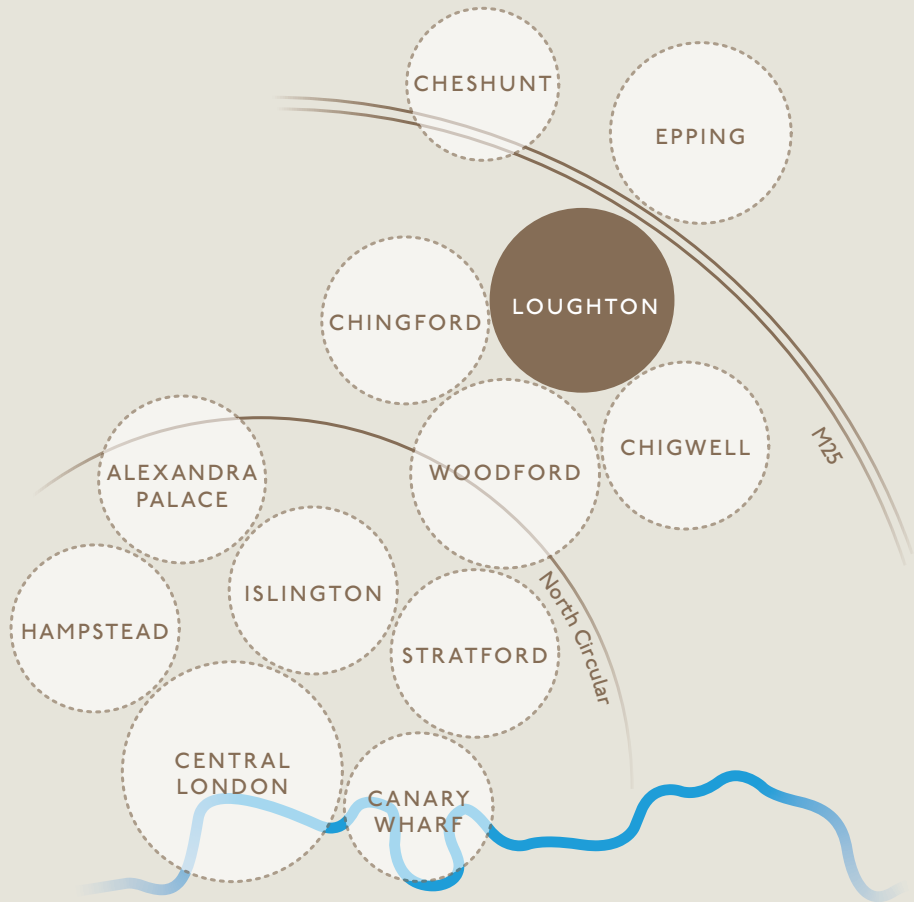 CHESHUNT
EPPING
LOUGHTON
CHINGFORD
M25
CHIGWELL
WOODFORD
ALEXANDRA
PALACE
ISLINGTON
North Circular
HAMPSTEAD
STRATFORD
CENTRAL
LONDON
CANARY
WHARF